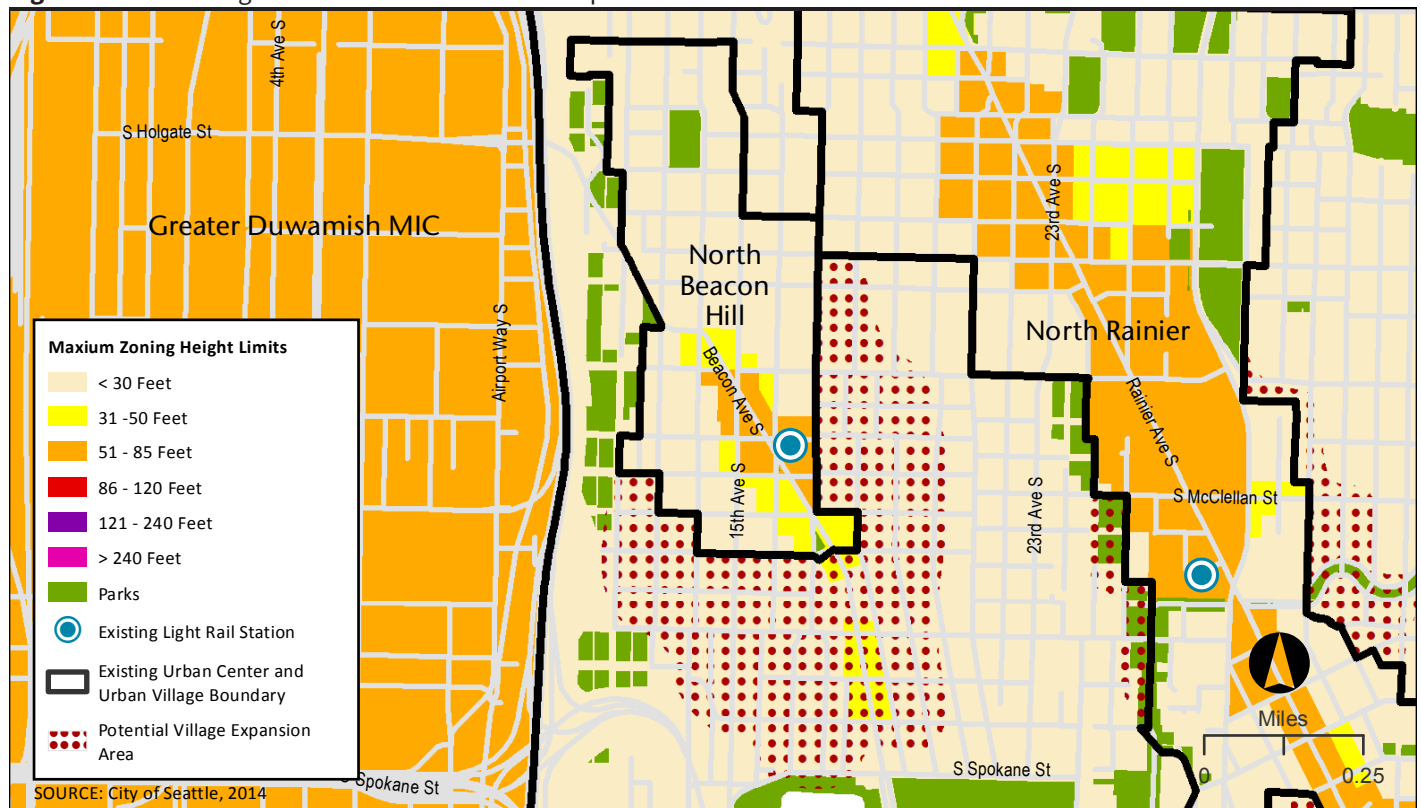 4th Ave S
S Holgate St
Greater Duwamish MIC
Airport Way S
North
Beacon
Hill
Beacon Ave S
15th Ave S
23rd Ave S
North Rainier
Rainier Ave S
S McClellan St
23rd Ave S
Maxium Zoning Height Limits
< 30 Feet
31 -50 Feet
51 - 85 Feet
86 - 120 Feet
121 - 240 Feet
> 240 Feet
Parks
Existing Light Rail Station
Existing Urban Center and
Urban Village Boundary
Potential Village Expansion
Area
SOURCE: City of Seattle, 2014
S Spokane St
S Spokane St
Miles
0 0.25